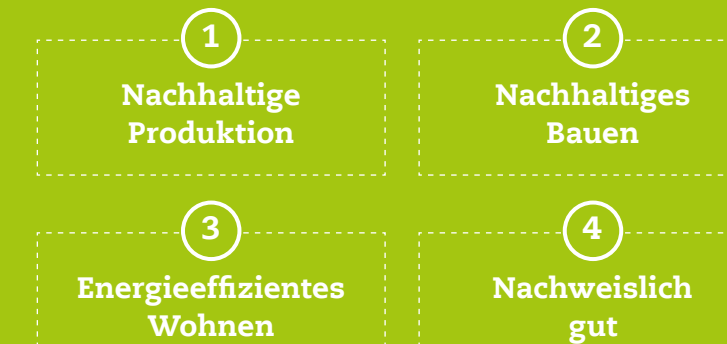 1
Nachhaltige
Produktion
2
Nachhaltiges
Bauen
3
Energieeffizientes
Wohnen
4
Nachweislich
gut